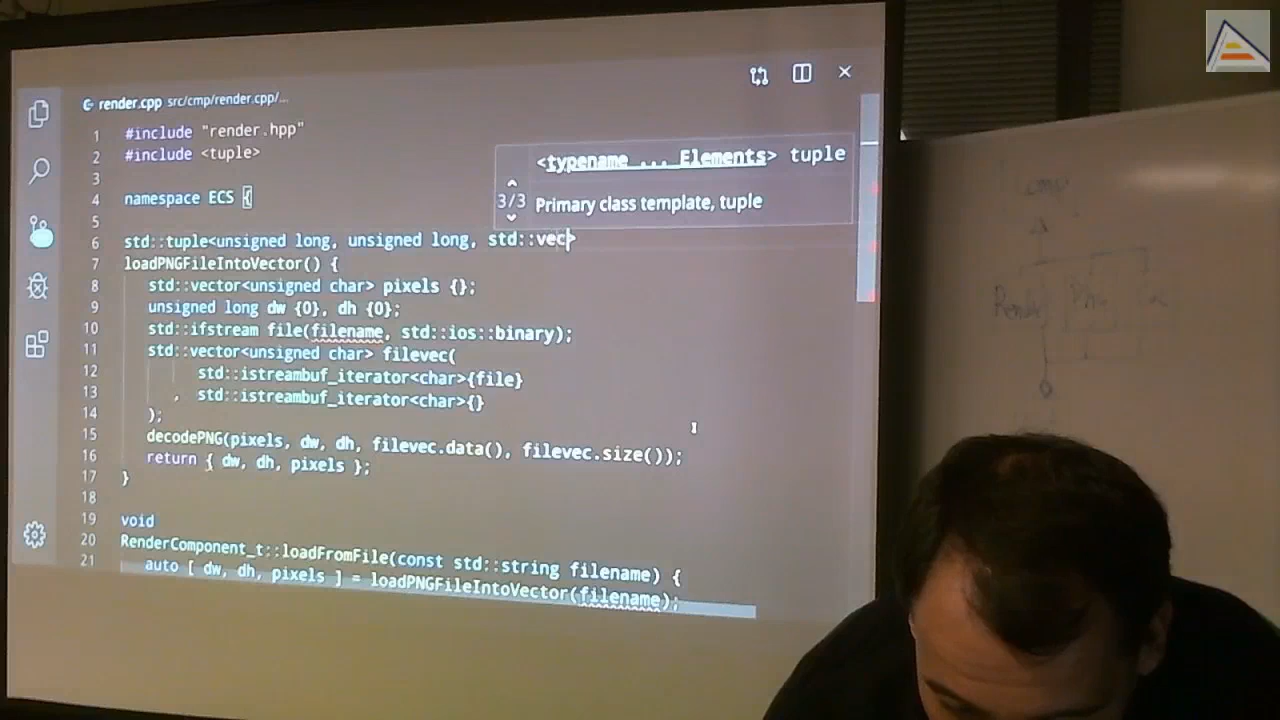 render.cpp src/cmp/render.cpp/...
1 #include "render.hpp"
2 #include <tuple>
3
<typename ... Elements> tuple
3/3 Primary class template, tuple
4 namespace ECS {
5
6 std::tuple<unsigned long, unsigned long, std::vec>
7 loadPNGFileIntoVector() {
8 std::vector<unsigned char> pixels {};
9 unsigned long dw {0}, dh {0};
10 std::ifstream file(filename, std::ios::binary);
11 std::vector<unsigned char> filevec(
12 std::istreambuf_iterator<char>{file}
13 , std::istreambuf_iterator<char>{}
14 );
15 decodePNG(pixels, dw, dh, filevec.data(), filevec.size());
16 return { dw, dh, pixels };
17 }
18
19 void
20 RenderComponent_t::loadFromFile(const std::string filename) {
21 auto [ dw, dh, pixels ] = loadPNGFileIntoVector(filename);
Render